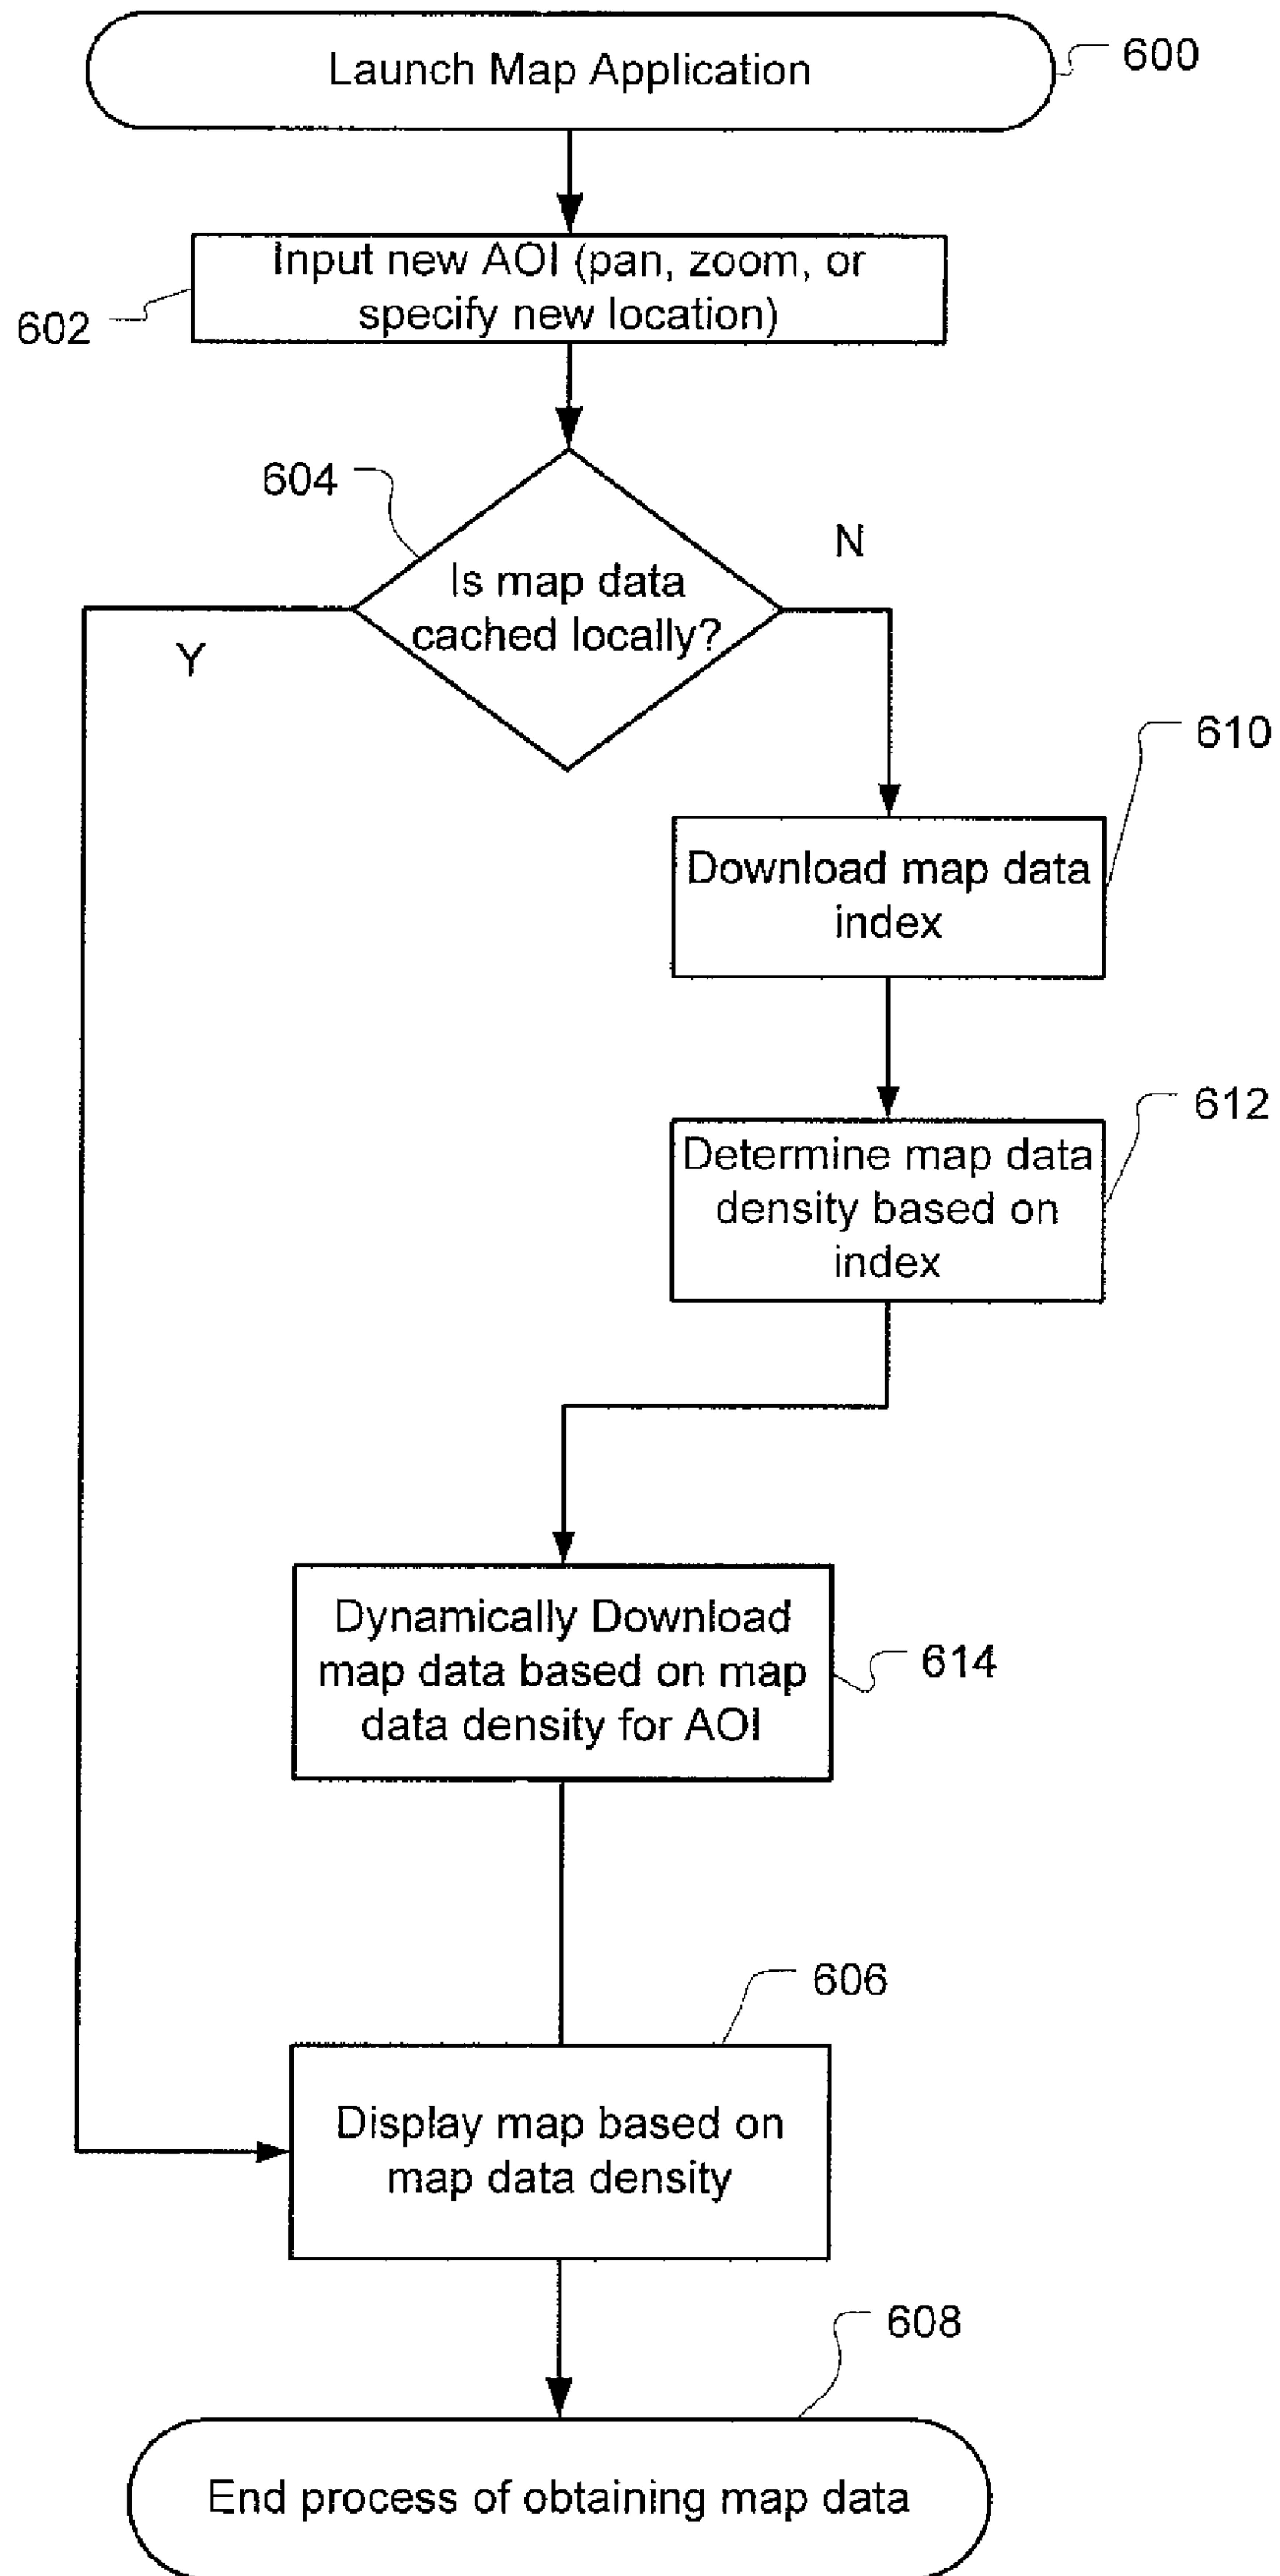 Launch Map Application
600
Input new AOI (pan, zoom, or
specify new location)
602
604
Is map data
cached locally?
N
Y
610
Download map data
index
612
Determine map data
density based on
index
Dynamically Download
map data based on map
data density for AOI
614
606
Display map based on
map data density
608
End process of obtaining map data